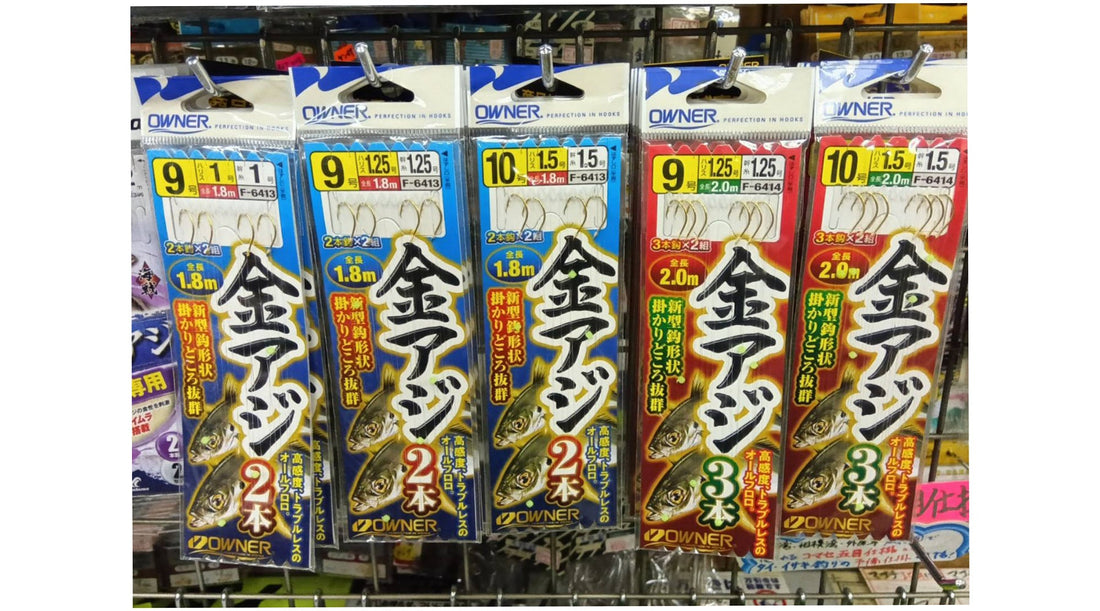 OWNER PERFECTION IN HOOKS
9号 ハリス1号 幹糸1号
全長1.8m F-6413
2本鈎×2組
全長
1.8m
金アジ
新型鈎形状
掛かりどころ抜群
2本
高感度、トラブルレスの
オールフロロ。
OWNER
OWNER PERFECTION IN HOOKS
9号 ハリス1.25号 幹糸1.25号
全長1.8m F-6413
2本鈎×2組
全長
1.8m
金アジ
新型鈎形状
掛かりどころ抜群
2本
高感度、トラブルレスの
オールフロロ。
OWNER
OWNER PERFECTION IN HOOKS
10号 ハリス1.5号 幹糸1.5号
全長1.8m F-6413
2本鈎×2組
全長
1.8m
金アジ
新型鈎形状
掛かりどころ抜群
2本
高感度、トラブルレスの
オールフロロ。
OWNER
OWNER PERFECTION IN HOOKS
9号 ハリス1.25号 幹糸1.25号
全長2.0m F-6414
3本鈎×2組
全長
2.0m
金アジ
新型鈎形状
掛かりどころ抜群
3本
高感度、トラブルレスの
オールフロロ。
OWNER
OWNER PERFECTION IN HOOKS
10号 ハリス1.5号 幹糸1.5号
全長2.0m F-6414
3本鈎×2組
全長
2.0m
金アジ
新型鈎形状
掛かりどころ抜群
3本
高感度、トラブルレスの
オールフロロ。
OWNER
専用
コマセ五目仕掛
タイ・イサキ釣りの